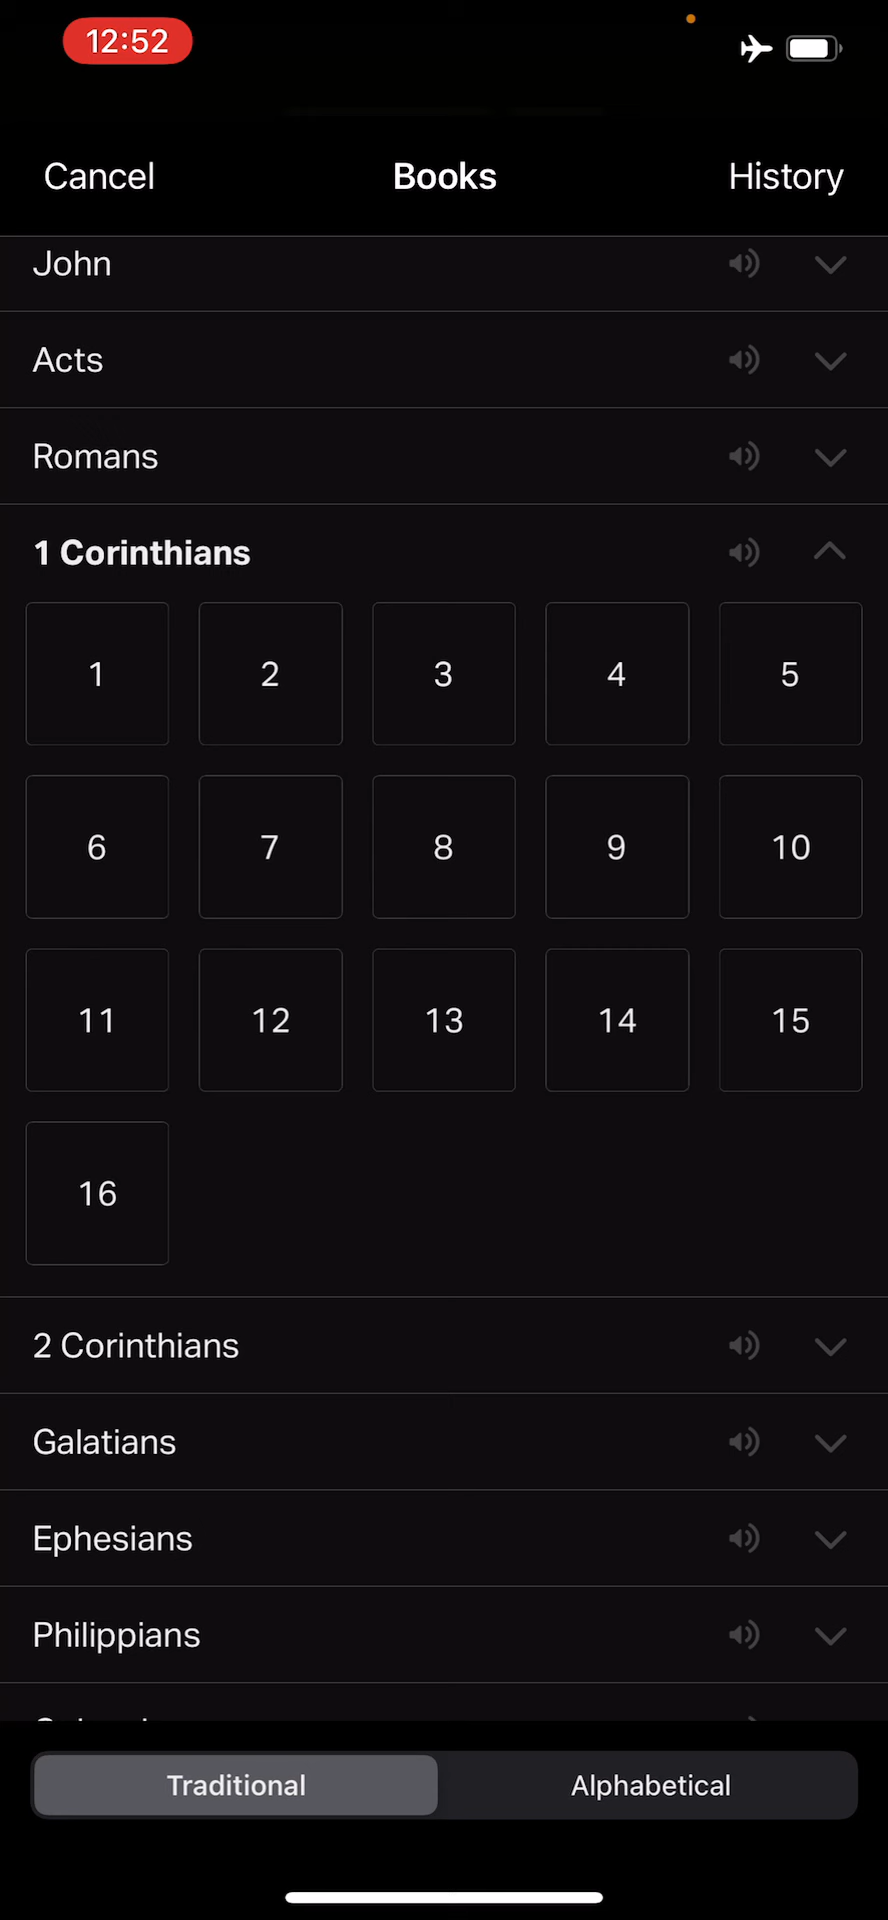 12:52
Cancel Books History
John
Acts
Romans
1 Corinthians
1 2 3 4 5
6 7 8 9 10
11 12 13 14 15
16
2 Corinthians
Galatians
Ephesians
Philippians
Traditional Alphabetical